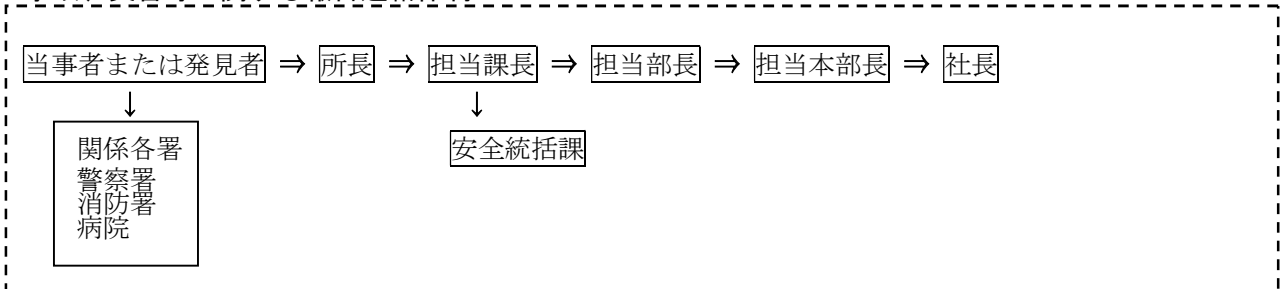 当事者または発見者 ⇒ 所長 ⇒ 担当課長 ⇒ 担当部長 ⇒ 担当本部長 ⇒ 社長
↓ ↓
安全統括課
関係各署
警察署
消防署
病院